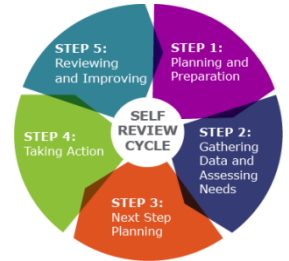 STEP 1:
Planning and
Preparation
STEP 2:
Gathering
Data and
Assessing
Needs
STEP 3:
Next Step
Planning
STEP 4:
Taking Action
STEP 5:
Reviewing
and Improving
SELF
REVIEW
CYCLE